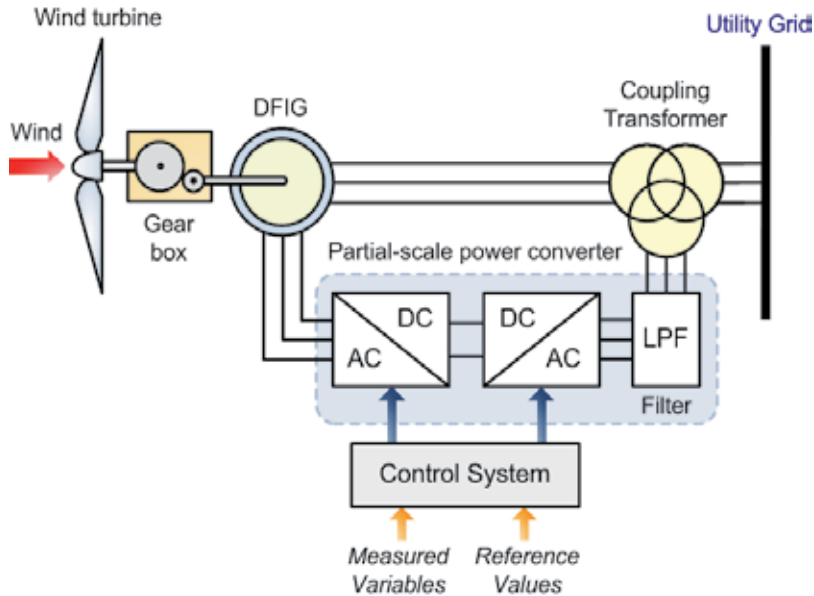 Wind turbine
Utility Grid
DFIG
Coupling
Transformer
Wind
Gear
box
Partial-scale power converter
DC
AC
DC
AC
LPF
Filter
Control System
Measured
Variables
Reference
Values